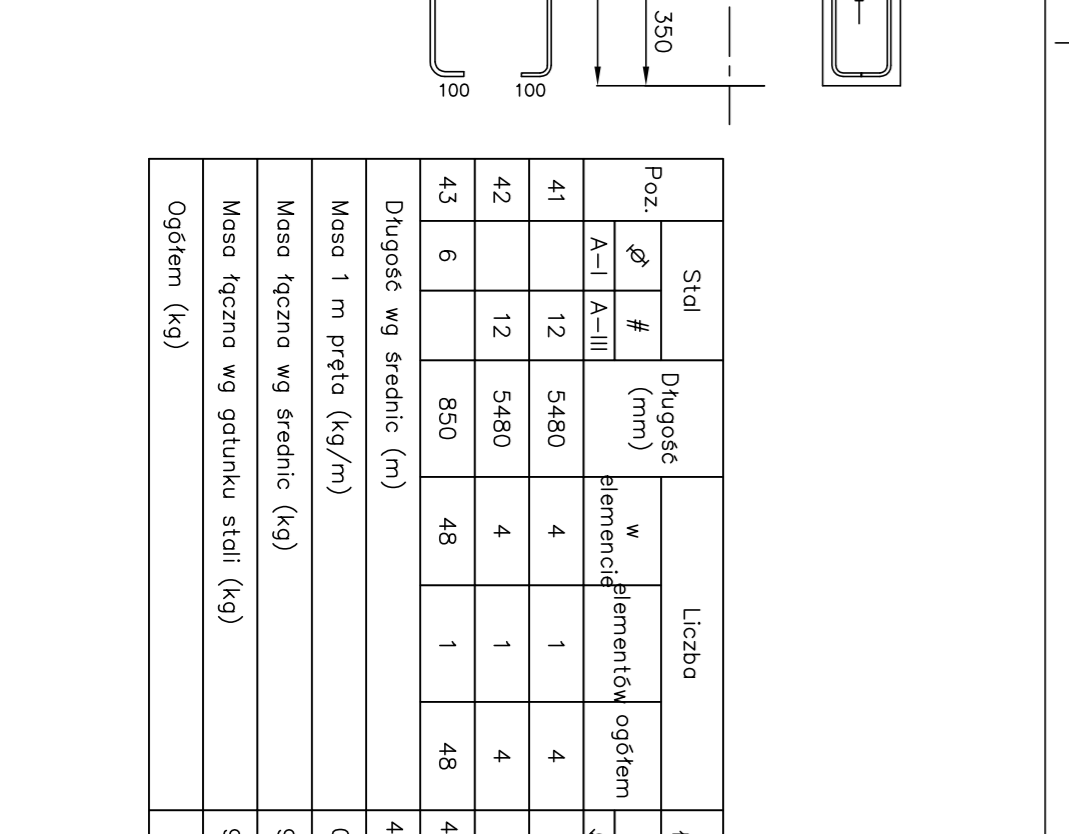 350
100
100
Poz.
Stal
Długość
(mm)
Liczba
Ø
#
w
elemencie
elementów
ogółem
A-I
A-III
41
12
5480
4
1
4
42
12
5480
4
1
4
43
6
850
48
1
48
Długość wg średnic (m)
Masa 1 m pręta (kg/m)
Masa łączna wg średnic (kg)
Masa łączna wg gatunku stali (kg)
Ogółem (kg)